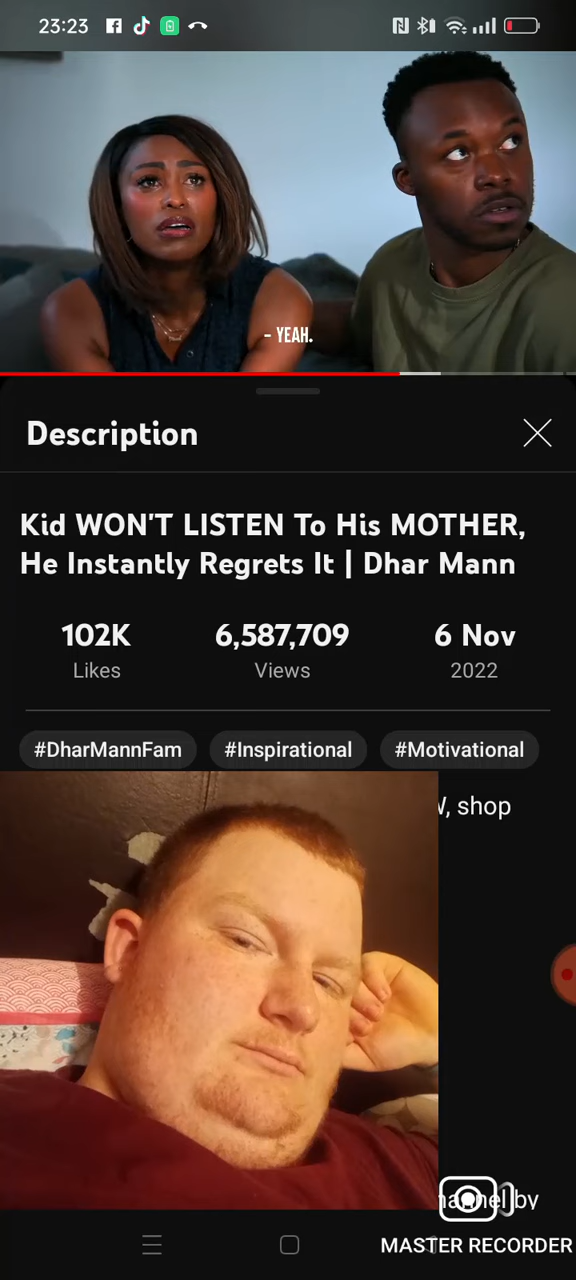 23:23
- YEAH.
Description
Kid WON'T LISTEN To His MOTHER,
He Instantly Regrets It | Dhar Mann
102K 6,587,709 6 Nov
Likes Views 2022
#DharMannFam #Inspirational #Motivational
shop
by
MASTER RECORDER